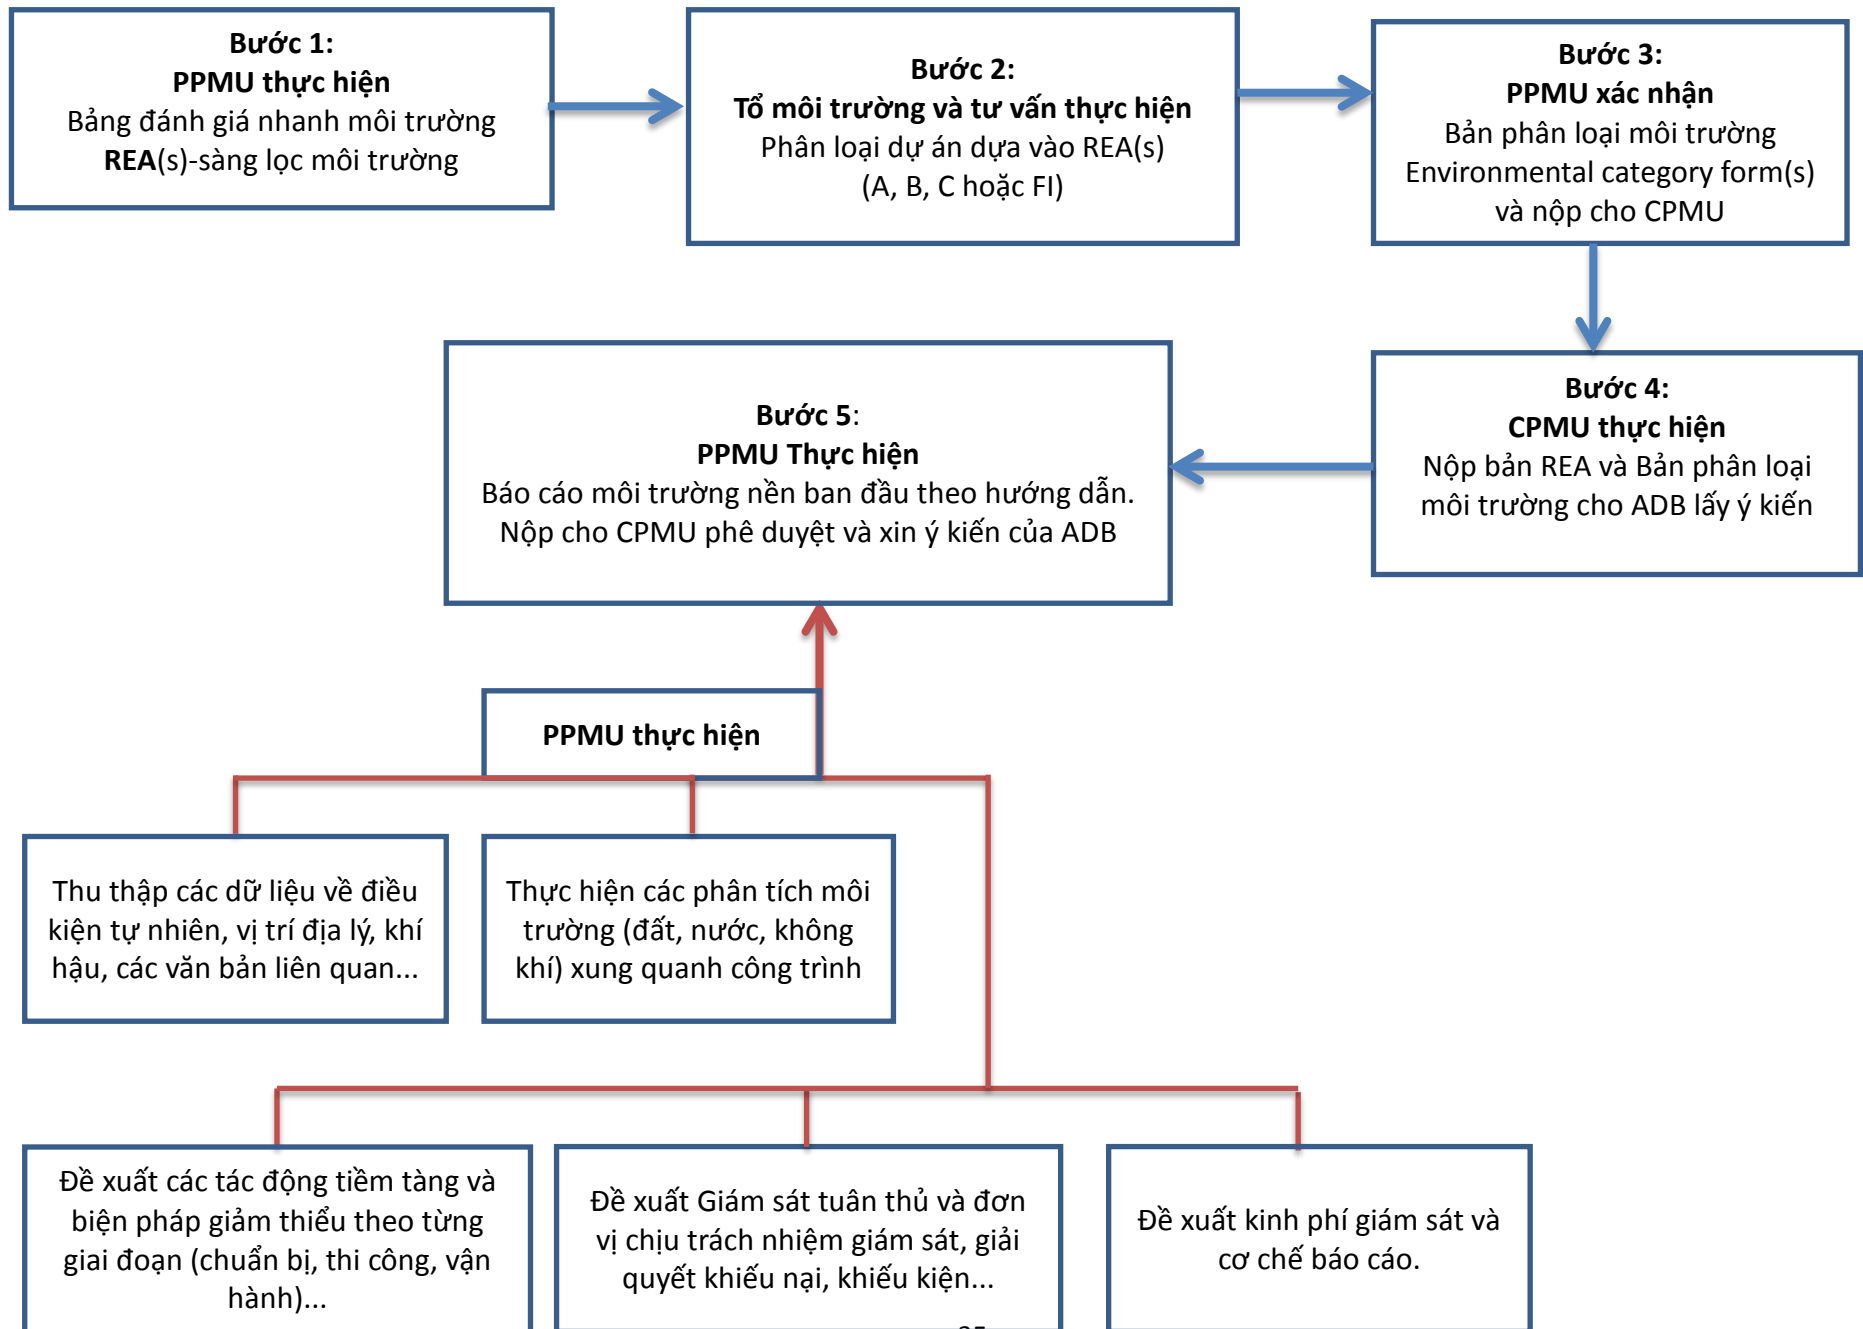 Bước 1:
PPMU thực hiện
Bảng đánh giá nhanh môi trường
REA(s)-sàng lọc môi trường
Bước 2:
Tổ môi trường và tư vấn thực hiện
Phân loại dự án dựa vào REA(s)
(A, B, C hoặc FI)
Bước 3:
PPMU xác nhận
Bản phân loại môi trường
Environmental category form(s)
và nộp cho CPMU
Bước 4:
CPMU thực hiện
Nộp bản REA và Bản phân loại
môi trường cho ADB lấy ý kiến
Bước 5:
PPMU Thực hiện
Báo cáo môi trường nền ban đầu theo hướng dẫn.
Nộp cho CPMU phê duyệt và xin ý kiến của ADB
PPMU thực hiện
Thu thập các dữ liệu về điều
kiện tự nhiên, vị trí địa lý, khí
hậu, các văn bản liên quan...
Thực hiện các phân tích môi
trường (đất, nước, không
khí) xung quanh công trình
Đề xuất các tác động tiềm tàng và
biện pháp giảm thiểu theo từng
giai đoạn (chuẩn bị, thi công, vận
hành)...
Đề xuất Giám sát tuân thủ và đơn
vị chịu trách nhiệm giám sát, giải
quyết khiếu nại, khiếu kiện...
Đề xuất kinh phí giám sát và
cơ chế báo cáo.